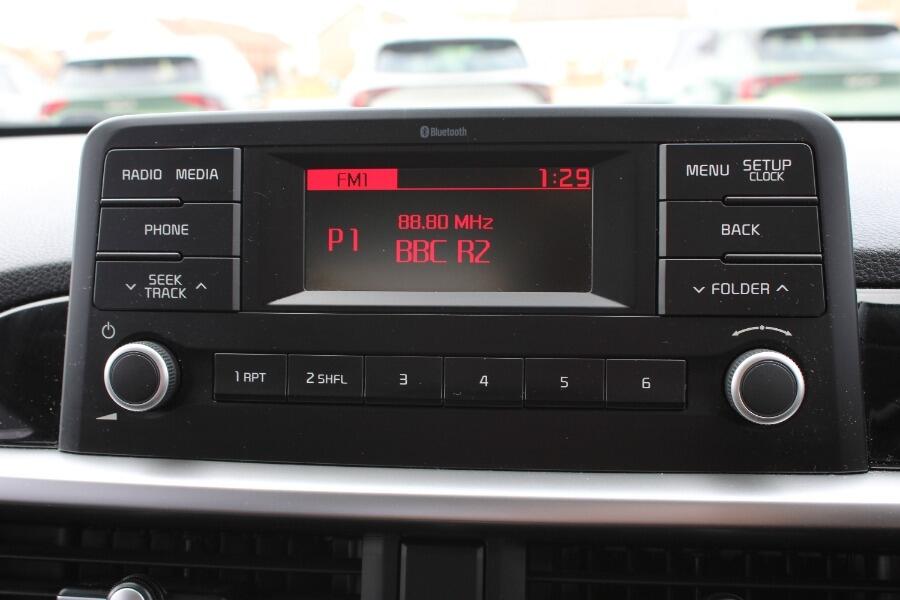 Bluetooth
RADIO MEDIA
PHONE
SEEK
TRACK
FM1 1:29
P1
88.80 MHz
BBC R2
MENU SETUP
CLOCK
BACK
FOLDER
1 RPT
2 SHFL
3
4
5
6